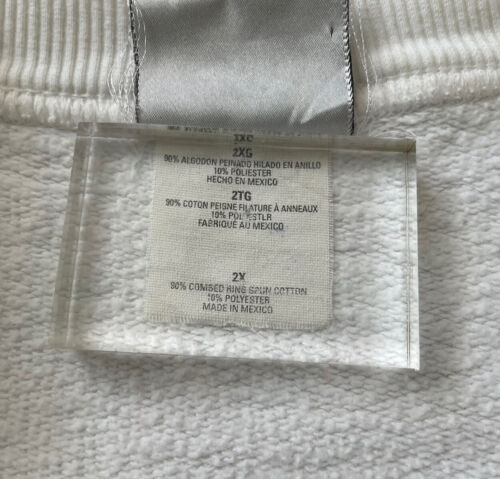 2XG
90% ALGODON PEINADO HILADO EN ANILLO
10% POLIESTER
HECHO EN MEXICO
2TG
90% COTON PEIGNE FILATURE À ANNEAUX
10% POLYESTER
FABRIQUÉ AU MEXICO
2X
90% COMBED RING SPUN COTTON
10% POLYESTER
MADE IN MEXICO